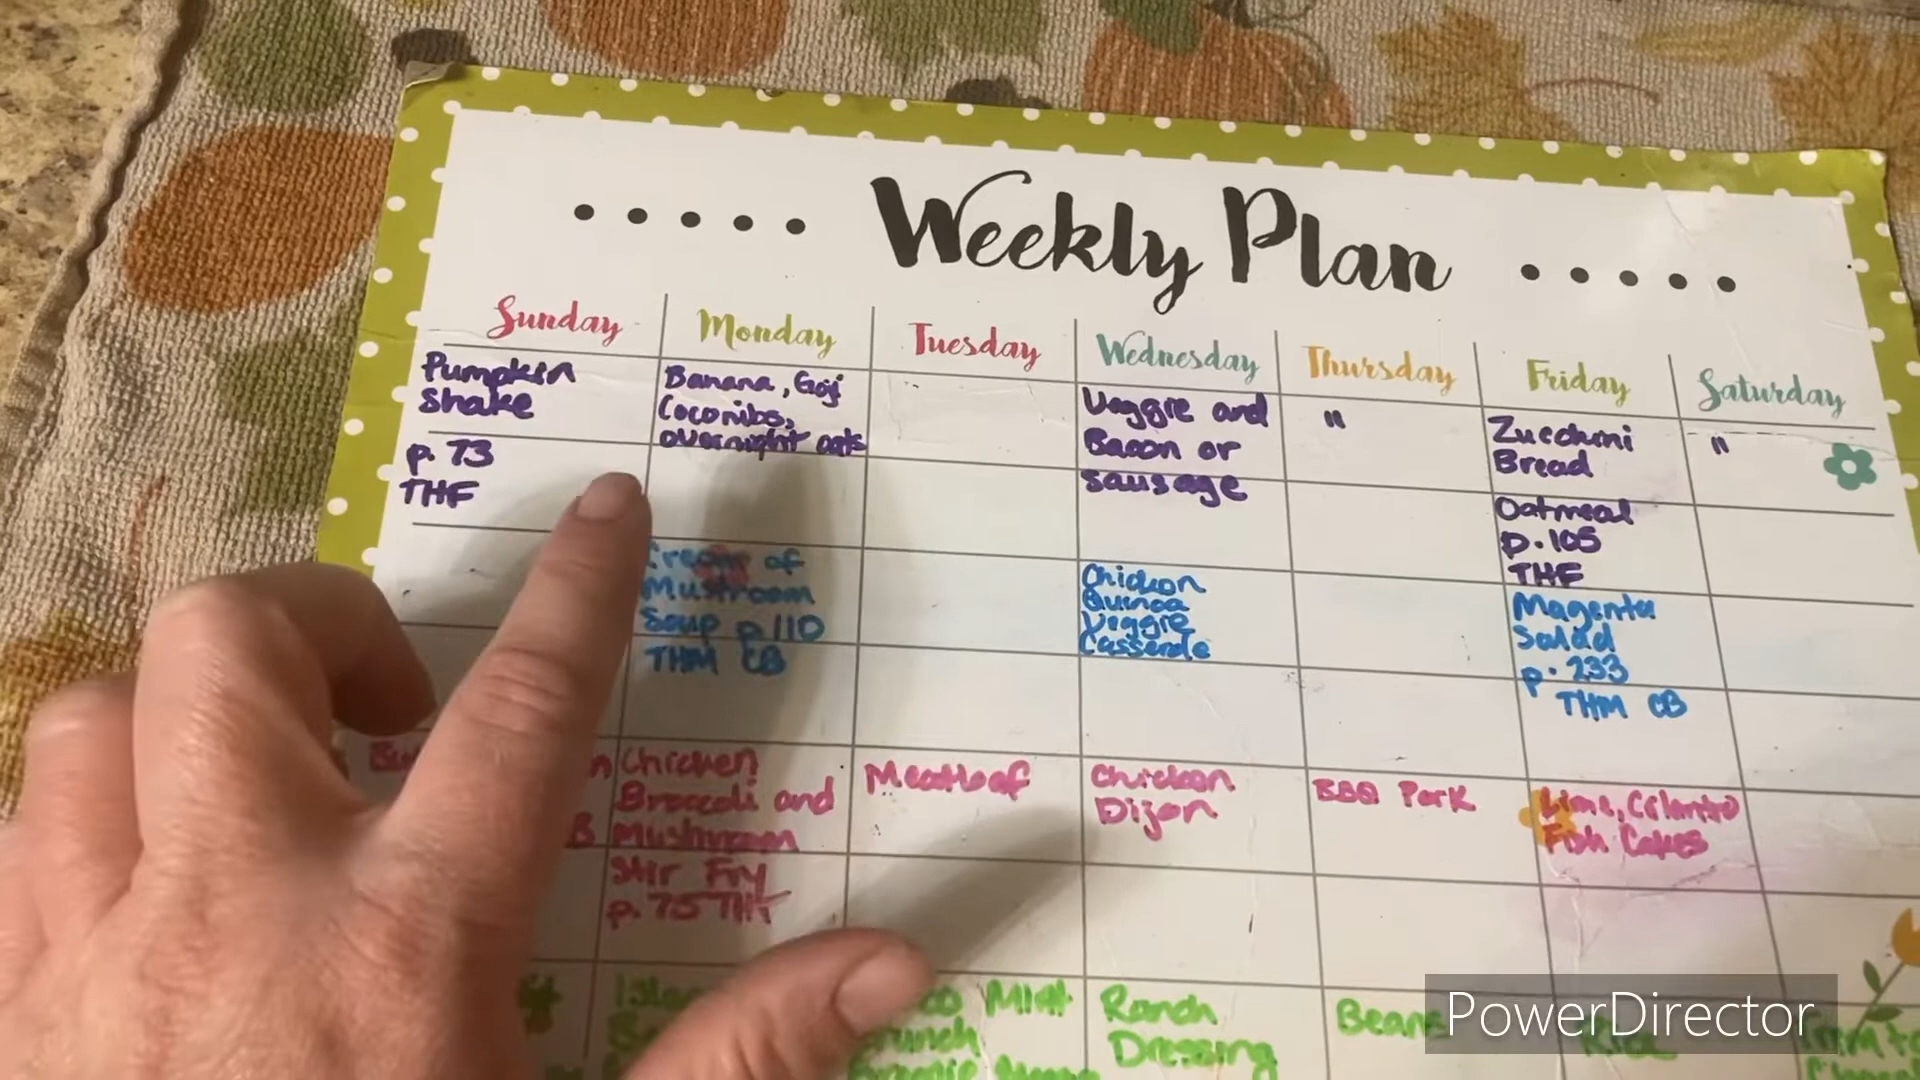 Weekly Plan
Sunday
Monday
Tuesday
Wednesday
Thursday
Friday
Saturday
Pumpkin
Shake
p. 73
THF
Banana, Goji
Coconibs,
overnight oats
Veggie and
Bacon or
Sausage
"
Zucchini
Bread
Oatmeal
p. 105
THF
"
Cream of
Mustroom
Soup p. 110
THM CB
Chicken
Quinoa
Veggie
Casserole
Magenta
Salad
p. 233
THM CB
Chicken
Broccoli and
Mushroom
Stir Fry
p. 75 THF
Meatloaf
Chicken
Dijon
BBQ Pork
Lime, Cilantro
Fish Cakes
Mint
Ranch
Dressing
PowerDirector